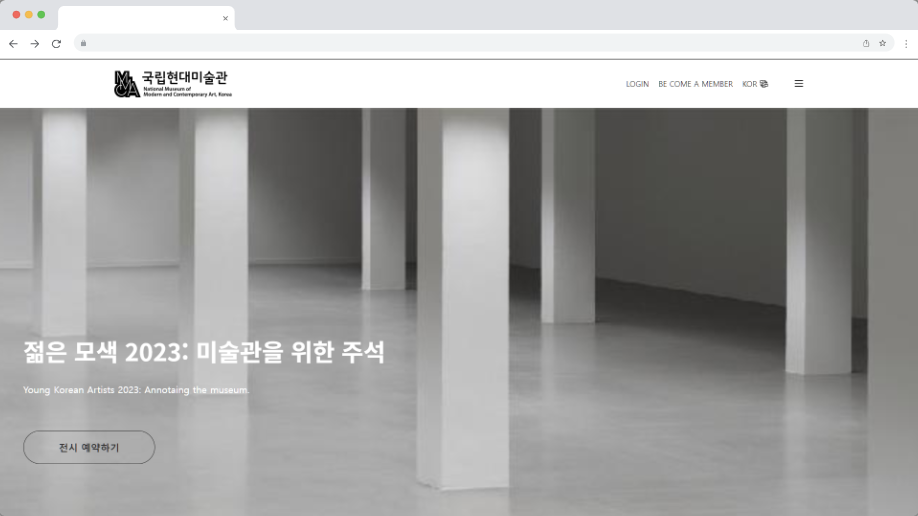 국립현대미술관
National Museum of
Modern and Contemporary Art, Korea
LOGIN BE COME A MEMBER KOR
젊은 모색 2023: 미술관을 위한 주석
Young Korean Artists 2023: Annotaing the museum.
전시 예약하기